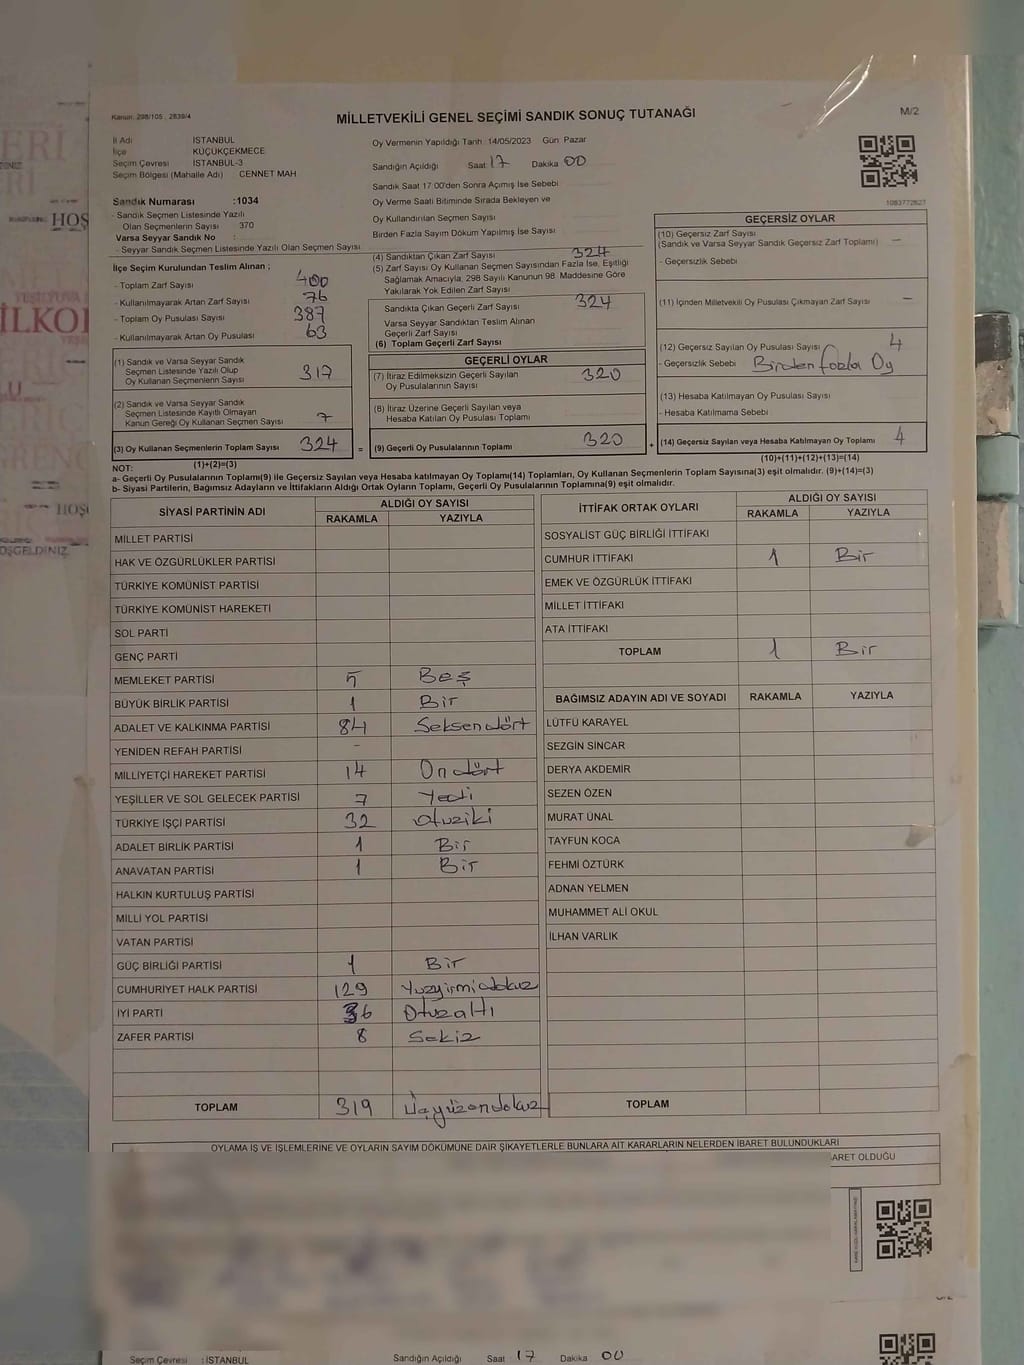 Kanun: 298/105 , 2839/4
MİLLETVEKİLİ GENEL SEÇİMİ SANDIK SONUÇ TUTANAĞI
M/2
İl Adı İSTANBUL
İlçe KÜÇÜKÇEKMECE
Seçim Çevresi İSTANBUL-3
Seçim Bölgesi (Mahalle Adı) CENNET MAH
Sandık Numarası :1034
- Sandık Seçmen Listesinde Yazılı
Olan Seçmenlerin Sayısı 370
Varsa Seyyar Sandık No :
- Seyyar Sandık Seçmen Listesinde Yazılı Olan Seçmen Sayısı
Oy Vermenin Yapıldığı Tarih 14/05/2023 Gün Pazar
Sandığın Açıldığı Saat 17 Dakika 00
Sandık Saat 17 00'den Sonra Açımış İse Sebebi
Oy Verme Saati Bitiminde Sırada Bekleyen ve
Oy Kullandırılan Seçmen Sayısı
Birden Fazla Sayım Döküm Yapılmış İse Sayısı
1083772627
İlçe Seçim Kurulundan Teslim Alınan ;
- Toplam Zarf Sayısı 400
- Kullanılmayarak Artan Zarf Sayısı 76
- Toplam Oy Pusulası Sayısı 387
- Kullanılmayarak Artan Oy Pusulası 63
(4) Sandıktan Çıkan Zarf Sayısı 324
(5) Zarf Sayısı Oy Kullanan Seçmen Sayısından Fazla İse, Eşitliği
Sağlamak Amacıyla, 298 Sayılı Kanunun 98. Maddesine Göre
Yakılarak Yok Edilen Zarf Sayısı
Sandıkta Çıkan Geçerli Zarf Sayısı 324
Varsa Seyyar Sandıktan Teslim Alınan
Geçerli Zarf Sayısı
(6) Toplam Geçerli Zarf Sayısı
GEÇERSİZ OYLAR
(10) Geçersiz Zarf Sayısı
(Sandık ve Varsa Seyyar Sandık Geçersiz Zarf Toplamı) -
- Geçersizlik Sebebi
(11) İçinden Milletvekili Oy Pusulası Çıkmayan Zarf Sayısı -
(12) Geçersiz Sayılan Oy Pusulası Sayısı 4
- Geçersizlik Sebebi Birden fazla Oy
(13) Hesaba Katılmayan Oy Pusulası Sayısı
- Hesaba Katılmama Sebebi
(1) Sandık ve Varsa Seyyar Sandık
Seçmen Listesinde Yazılı Olup
Oy Kullanan Seçmenlerin Sayısı 317
(2) Sandık ve Varsa Seyyar Sandık
Seçmen Listesinde Kayıtlı Olmayan
Kanun Gereği Oy Kullanan Seçmen Sayısı 7
GEÇERLİ OYLAR
(7) İtiraz Edilmeksizin Geçerli Sayılan
Oy Pusulalarının Sayısı 320
(8) İtiraz Üzerine Geçerli Sayılan veya
Hesaba Katılan Oy Pusulası Toplamı
(3) Oy Kullanan Seçmenlerin Toplam Sayısı 324 = (9) Geçerli Oy Pusulalarının Toplamı 320 + (14) Geçersiz Sayılan veya Hesaba Katılmayan Oy Toplamı 4
(1)+(2)=(3) (10)+(11)+(12)+(13)=(14)
NOT:
a- Geçerli Oy Pusulalarının Toplamı(9) ile Geçersiz Sayılan veya Hesaba katılmayan Oy Toplamı(14) Toplamları, Oy Kullanan Seçmenlerin Toplam Sayısına(3) eşit olmalıdır. (9)+(14)=(3)
b- Siyasi Partilerin, Bağımsız Adayların ve İttifakların Aldığı Ortak Oyların Toplamı, Geçerli Oy Pusulalarının Toplamına(9) eşit olmalıdır.
SİYASİ PARTİNİN ADI ALDIĞI OY SAYISI
RAKAMLA YAZIYLA
MİLLET PARTİSİ
HAK VE ÖZGÜRLÜKLER PARTİSİ
TÜRKİYE KOMÜNİST PARTİSİ
TÜRKİYE KOMÜNİST HAREKETİ
SOL PARTİ
GENÇ PARTİ
MEMLEKET PARTİSİ 5 Beş
BÜYÜK BİRLİK PARTİSİ 1 Bir
ADALET VE KALKINMA PARTİSİ 84 Seksendört
YENİDEN REFAH PARTİSİ -
MİLLİYETÇİ HAREKET PARTİSİ 14 Ondört
YEŞİLLER VE SOL GELECEK PARTİSİ 7 Yedi
TÜRKİYE İŞÇİ PARTİSİ 32 Otuziki
ADALET BİRLİK PARTİSİ 1 Bir
ANAVATAN PARTİSİ 1 Bir
HALKIN KURTULUŞ PARTİSİ
MİLLİ YOL PARTİSİ
VATAN PARTİSİ
GÜÇ BİRLİĞİ PARTİSİ 1 Bir
CUMHURİYET HALK PARTİSİ 129 Yüzyirmidokuz
İYİ PARTİ 36 Otuzaltı
ZAFER PARTİSİ 8 Sekiz
TOPLAM 319 Üçyüzondokuz
İTTİFAK ORTAK OYLARI ALDIĞI OY SAYISI
RAKAMLA YAZIYLA
SOSYALİST GÜÇ BİRLİĞİ İTTİFAKI
CUMHUR İTTİFAKI 1 Bir
EMEK VE ÖZGÜRLÜK İTTİFAKI
MİLLET İTTİFAKI
ATA İTTİFAKI
TOPLAM 1 Bir
BAĞIMSIZ ADAYIN ADI VE SOYADI RAKAMLA YAZIYLA
LÜTFÜ KARAYEL
SEZGİN SİNCAR
DERYA AKDEMİR
SEZEN ÖZEN
MURAT ÜNAL
TAYFUN KOCA
FEHMİ ÖZTÜRK
ADNAN YELMEN
MUHAMMET ALİ OKUL
İLHAN VARLIK
TOPLAM
OYLAMA İŞ VE İŞLEMLERİNE VE OYLARIN SAYIM DÖKÜMÜNE DAİR ŞİKAYETLERLE BUNLARA AİT KARARLARIN NELERDEN İBARET BULUNDUKLARI
ARET OLDUĞU
Seçim Çevresi : İSTANBUL Sandığın Açıldığı Saat 17 Dakika 00